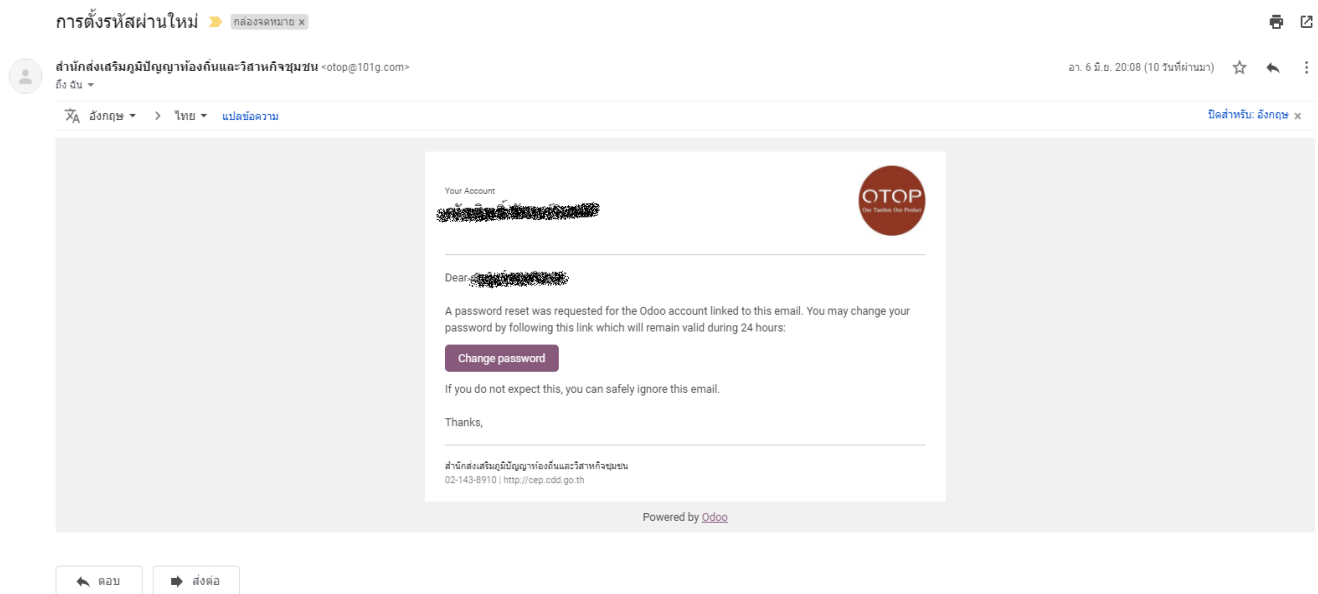 การตั้งรหัสผ่านใหม่ กล่องจดหมาย ×
สำนักส่งเสริมภูมิปัญญาท้องถิ่นและวิสาหกิจชุมชน <otop@101g.com>
อา. 6 มิ.ย. 20:08 (10 วันที่ผ่านมา)
ถึง ฉัน
อังกฤษ > ไทย แปลข้อความ
ปิดสำหรับ: อังกฤษ ×
Your Account
OTOP
One Tambon One Product
Dear
A password reset was requested for the Odoo account linked to this email. You may change your
password by following this link which will remain valid during 24 hours:
Change password
If you do not expect this, you can safely ignore this email.
Thanks,
สำนักส่งเสริมภูมิปัญญาท้องถิ่นและวิสาหกิจชุมชน
02-143-8910 | http://cep.cdd.go.th
Powered by Odoo
ตอบ
ส่งต่อ